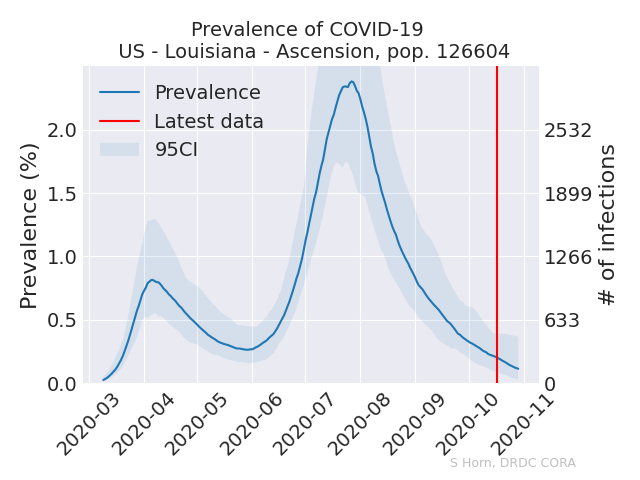 Prevalence of COVID-19
US - Louisiana - Ascension, pop. 126604
Prevalence
Latest data
95CI
Prevalence (%)
2.0
1.5
1.0
0.5
0.0
2532
1899
1266
633
0
# of infections
2020-03
2020-04
2020-05
2020-06
2020-07
2020-08
2020-09
2020-10
2020-11
S Horn, DRDC CORA